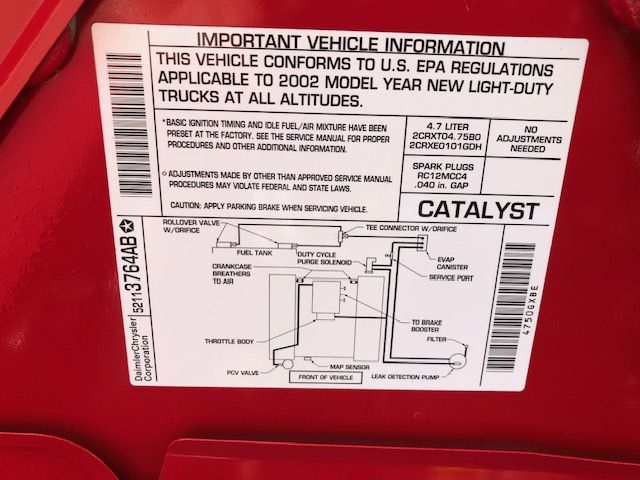 IMPORTANT VEHICLE INFORMATION
THIS VEHICLE CONFORMS TO U.S. EPA REGULATIONS
APPLICABLE TO 2002 MODEL YEAR NEW LIGHT-DUTY
TRUCKS AT ALL ALTITUDES.
*BASIC IGNITION TIMING AND IDLE FUEL/AIR MIXTURE HAVE BEEN
PRESET AT THE FACTORY. SEE THE SERVICE MANUAL FOR PROPER
PROCEDURES AND OTHER ADDITIONAL INFORMATION.
○ ADJUSTMENTS MADE BY OTHER THAN APPROVED SERVICE MANUAL
PROCEDURES MAY VIOLATE FEDERAL AND STATE LAWS.
CAUTION: APPLY PARKING BRAKE WHEN SERVICING VEHICLE.
4.7 LITER
2CRXT04.75B0
2CRXE0101GDH
NO
ADJUSTMENTS
NEEDED
SPARK PLUGS
RC12MCC4
.040 in. GAP
CATALYST
ROLLOVER VALVE
W/ORIFICE
TEE CONNECTOR W/ORIFICE
FUEL TANK
DUTY CYCLE
PURGE SOLENOID
EVAP
CANISTER
SERVICE PORT
CRANKCASE
BREATHERS
TO AIR
TO BRAKE
BOOSTER
THROTTLE BODY
FILTER
MAP SENSOR
PCV VALVE
FRONT OF VEHICLE
LEAK DETECTION PUMP
DaimlerChrysler
Corporation
52113764AB
4750GXBE